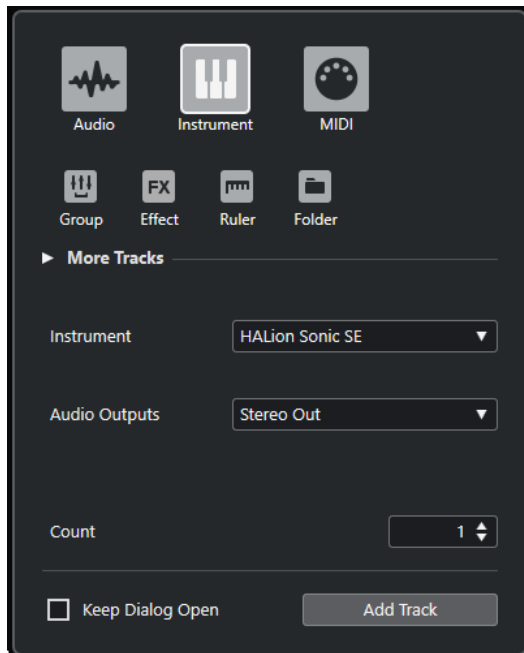 Audio Instrument MIDI
FX
Group Effect Ruler Folder
More Tracks
Instrument HALion Sonic SE
Audio Outputs Stereo Out
Count 1
Keep Dialog Open Add Track